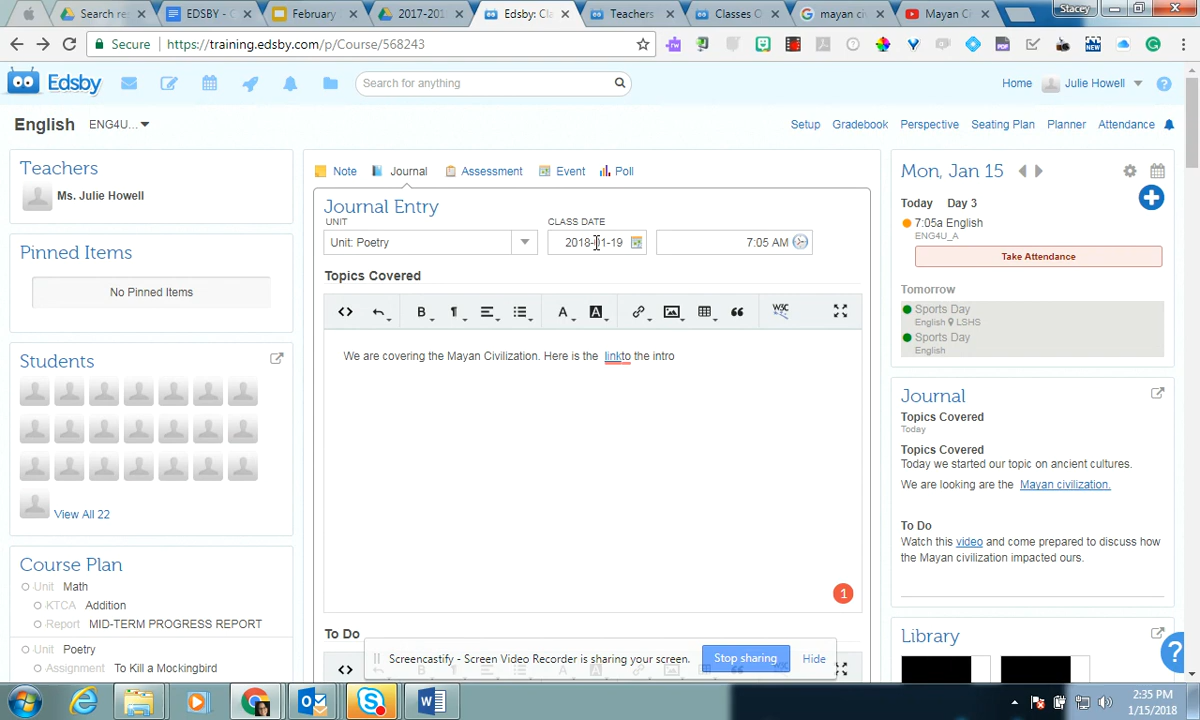 Search re
EDSBY -
February
2017-201
Edsby: Cla
Teachers
Classes O
mayan ci
Mayan Ci
Stacey
Secure https://training.edsby.com/p/Course/568243
Edsby
Search for anything
Home Julie Howell
English ENG4U...
Setup Gradebook Perspective Seating Plan Planner Attendance
Teachers
Ms. Julie Howell
Pinned Items
No Pinned Items
Students
View All 22
Course Plan
Unit Math
KTCA Addition
Report MID-TERM PROGRESS REPORT
Unit Poetry
Assignment To Kill a Mockingbird
Note Journal Assessment Event Poll
Journal Entry
UNIT CLASS DATE
Unit: Poetry 2018-01-19 7:05 AM
Topics Covered
B A A WSC
We are covering the Mayan Civilization. Here is the linkto the intro
1
To Do
Screencastify - Screen Video Recorder is sharing your screen. Stop sharing Hide
Mon, Jan 15
Today Day 3
7:05a English
ENG4U_A
Take Attendance
Tomorrow
Sports Day
English LSHS
Sports Day
English
Journal
Topics Covered
Today
Topics Covered
Today we started our topic on ancient cultures.
We are looking are the Mayan civilization.
To Do
Watch this video and come prepared to discuss how
the Mayan civilization impacted ours.
Library
2:35 PM
1/15/2018